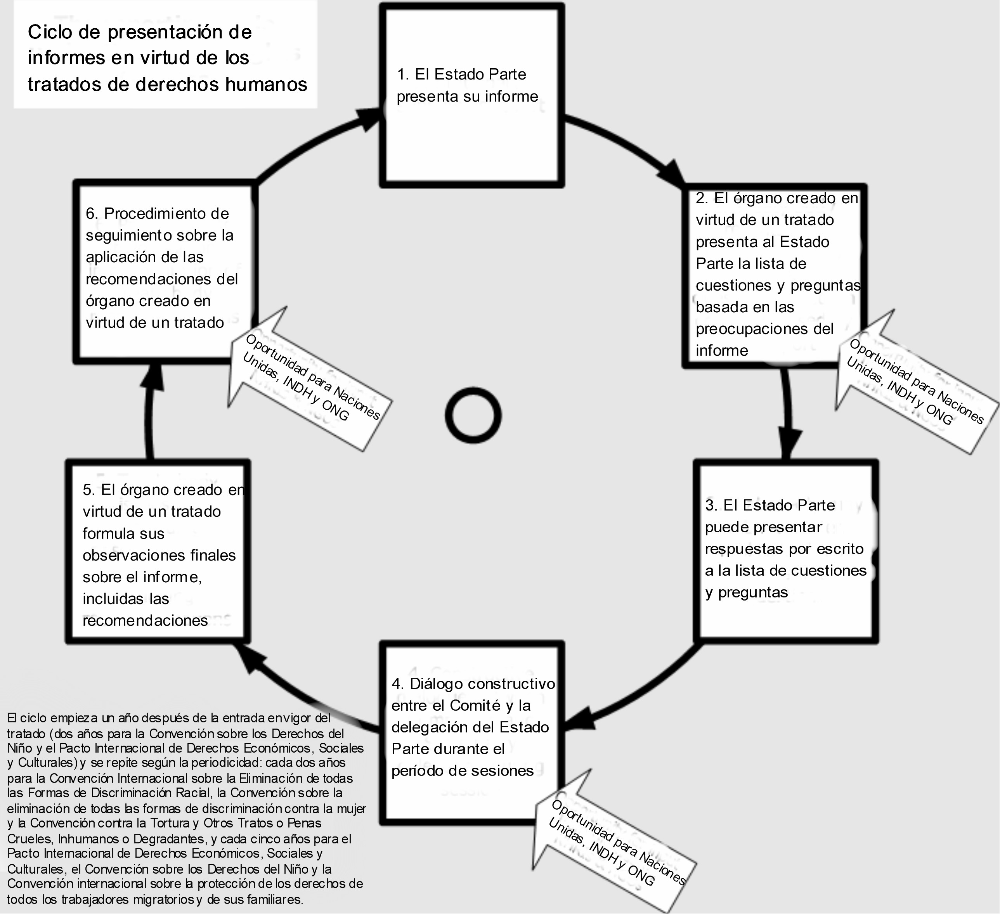 Ciclo de presentación de
informes en virtud de los
tratados de derechos humanos
1. El Estado Parte
presenta su informe
2. El órgano creado en
virtud de un tratado
presenta al Estado
Parte la lista de
cuestiones y preguntas
basada en las
preocupaciones del
informe
Oportunidad para Naciones
Unidas, INDH y ONG
3. El Estado Parte
puede presentar
respuestas por escrito
a la lista de cuestiones
y preguntas
4. Diálogo constructivo
entre el Comité y la
delegación del Estado
Parte durante el
período de sesiones
Oportunidad para Naciones
Unidas, INDH y ONG
5. El órgano creado en
virtud de un tratado
formula sus
observaciones finales
sobre el informe,
incluidas las
recomendaciones
6. Procedimiento de
seguimiento sobre la
aplicación de las
recomendaciones del
órgano creado en
virtud de un tratado
Oportunidad para Naciones
Unidas, INDH y ONG
El ciclo empieza un año después de la entrada en vigor del
tratado (dos años para la Convención sobre los Derechos del
Niño y el Pacto Internacional de Derechos Económicos, Sociales
y Culturales) y se repite según la periodicidad: cada dos años
para la Convención Internacional sobre la Eliminación de todas
las Formas de Discriminación Racial, la Convención sobre la
eliminación de todas las formas de discriminación contra la mujer
y la Convención contra la Tortura y Otros Tratos o Penas
Crueles, Inhumanos o Degradantes, y cada cinco años para el
Pacto Internacional de Derechos Económicos, Sociales y
Culturales, el Convención sobre los Derechos del Niño y la
Convención internacional sobre la protección de los derechos de
todos los trabajadores migratorios y de sus familiares.